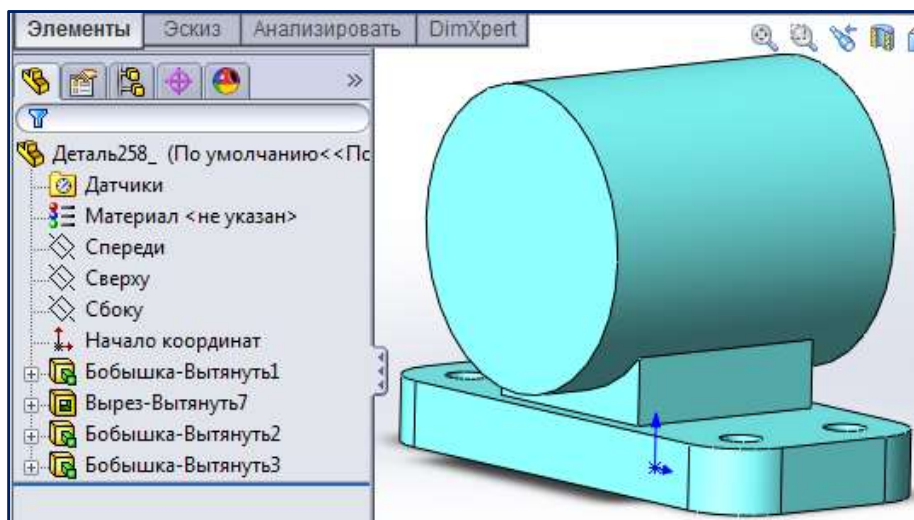 Элементы Эскиз Анализировать DimXpert
»
Деталь258_ (По умолчанию<<По
Датчики
Материал <не указан>
Спереди
Сверху
Сбоку
Начало координат
Бобышка-Вытянуть1
Вырез-Вытянуть7
Бобышка-Вытянуть2
Бобышка-Вытянуть3